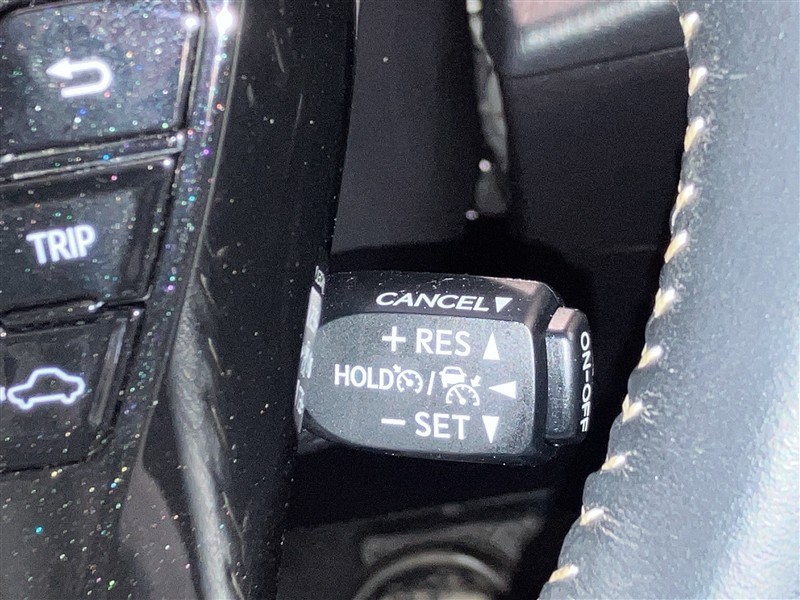 TRIP
CANCEL▼
+ RES ▲
HOLD / ◄
− SET ▼
ON-OFF